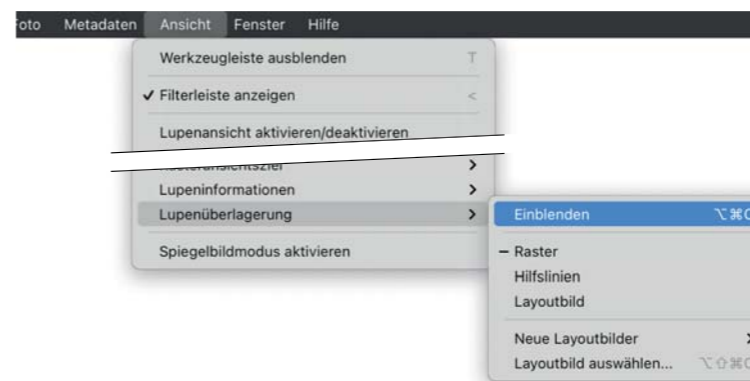 Foto Metadaten Ansicht Fenster Hilfe
Werkzeugleiste ausblenden T
✓ Filterleiste anzeigen <
Lupenansicht aktivieren/deaktivieren
Lupeninformationen >
Lupenüberlagerung >
Spiegelbildmodus aktivieren
Einblenden ⌥⌘O
– Raster
Hilfslinien
Layoutbild
Neue Layoutbilder >
Layoutbild auswählen... ⌥⇧⌘O